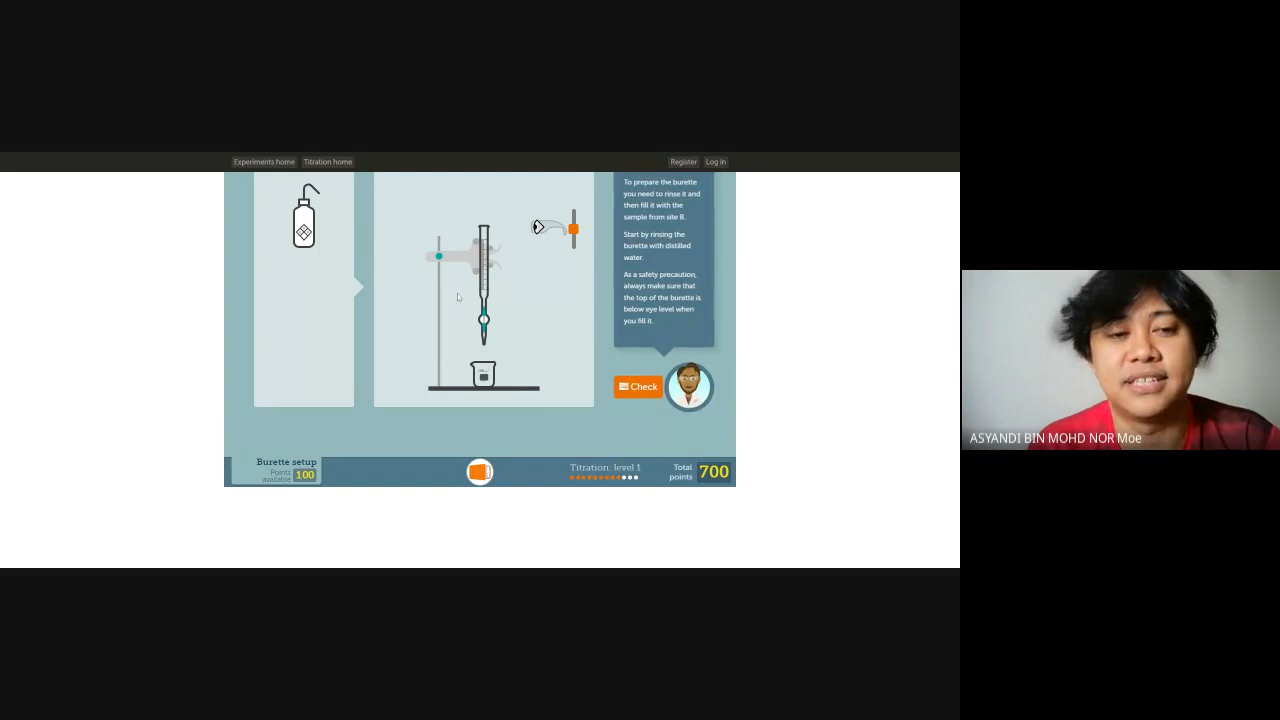 Experiments home
Titration home
Register
Log in
To prepare the burette
you need to rinse it and
then fill it with the
sample from site B.
Start by rinsing the
burette with distilled
water.
As a safety precaution,
always make sure that
the top of the burette is
below eye level when
you fill it.
Check
ASYANDI BIN MOHD NOR Moe
Burette setup
Points
available
100
Titration: level 1
Total
points
700